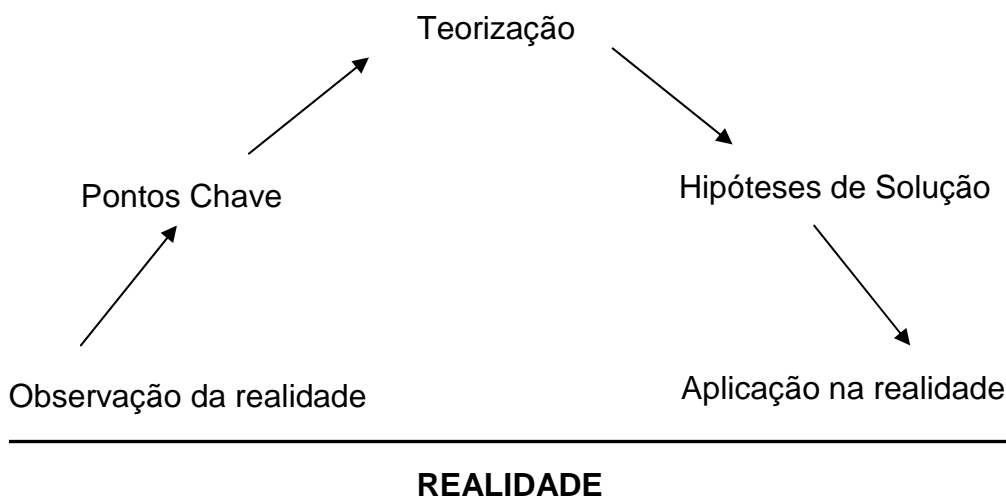 Teorização
Pontos Chave
Hipóteses de Solução
Observação da realidade
Aplicação na realidade
REALIDADE